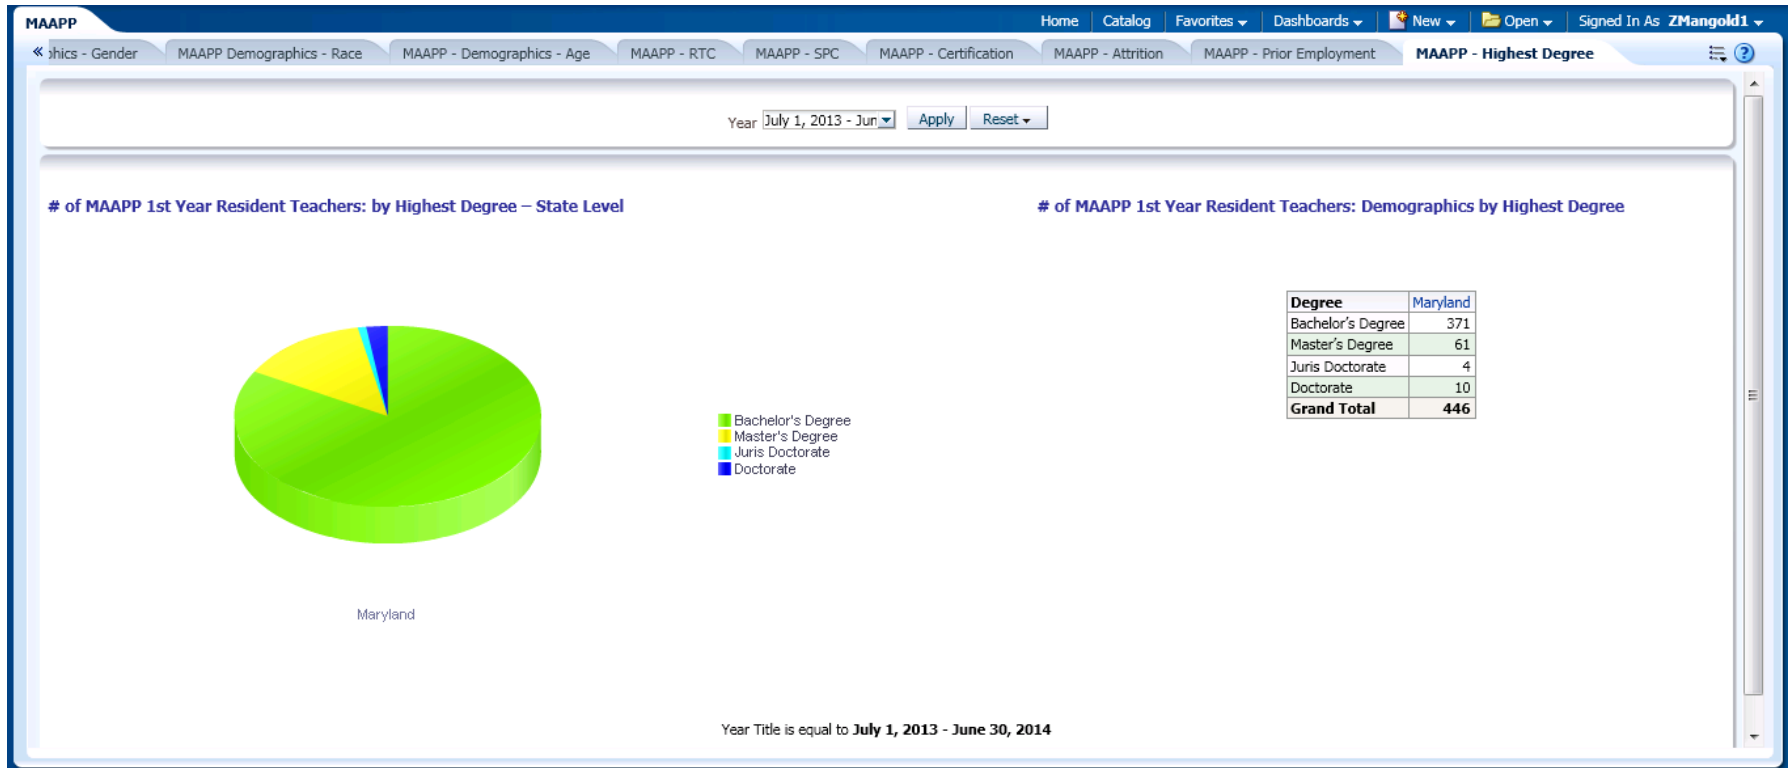 MAAPP
Home Catalog Favorites Dashboards New Open Signed In As ZMangold1
« phics - Gender MAAPP Demographics - Race MAAPP - Demographics - Age MAAPP - RTC MAAPP - SPC MAAPP - Certification MAAPP - Attrition MAAPP - Prior Employment MAAPP - Highest Degree ?
Year July 1, 2013 - Jun Apply Reset
# of MAAPP 1st Year Resident Teachers: by Highest Degree – State Level
Bachelor's Degree
Master's Degree
Juris Doctorate
Doctorate
Maryland
# of MAAPP 1st Year Resident Teachers: Demographics by Highest Degree
Degree Maryland
Bachelor's Degree 371
Master's Degree 61
Juris Doctorate 4
Doctorate 10
Grand Total 446
Year Title is equal to July 1, 2013 - June 30, 2014